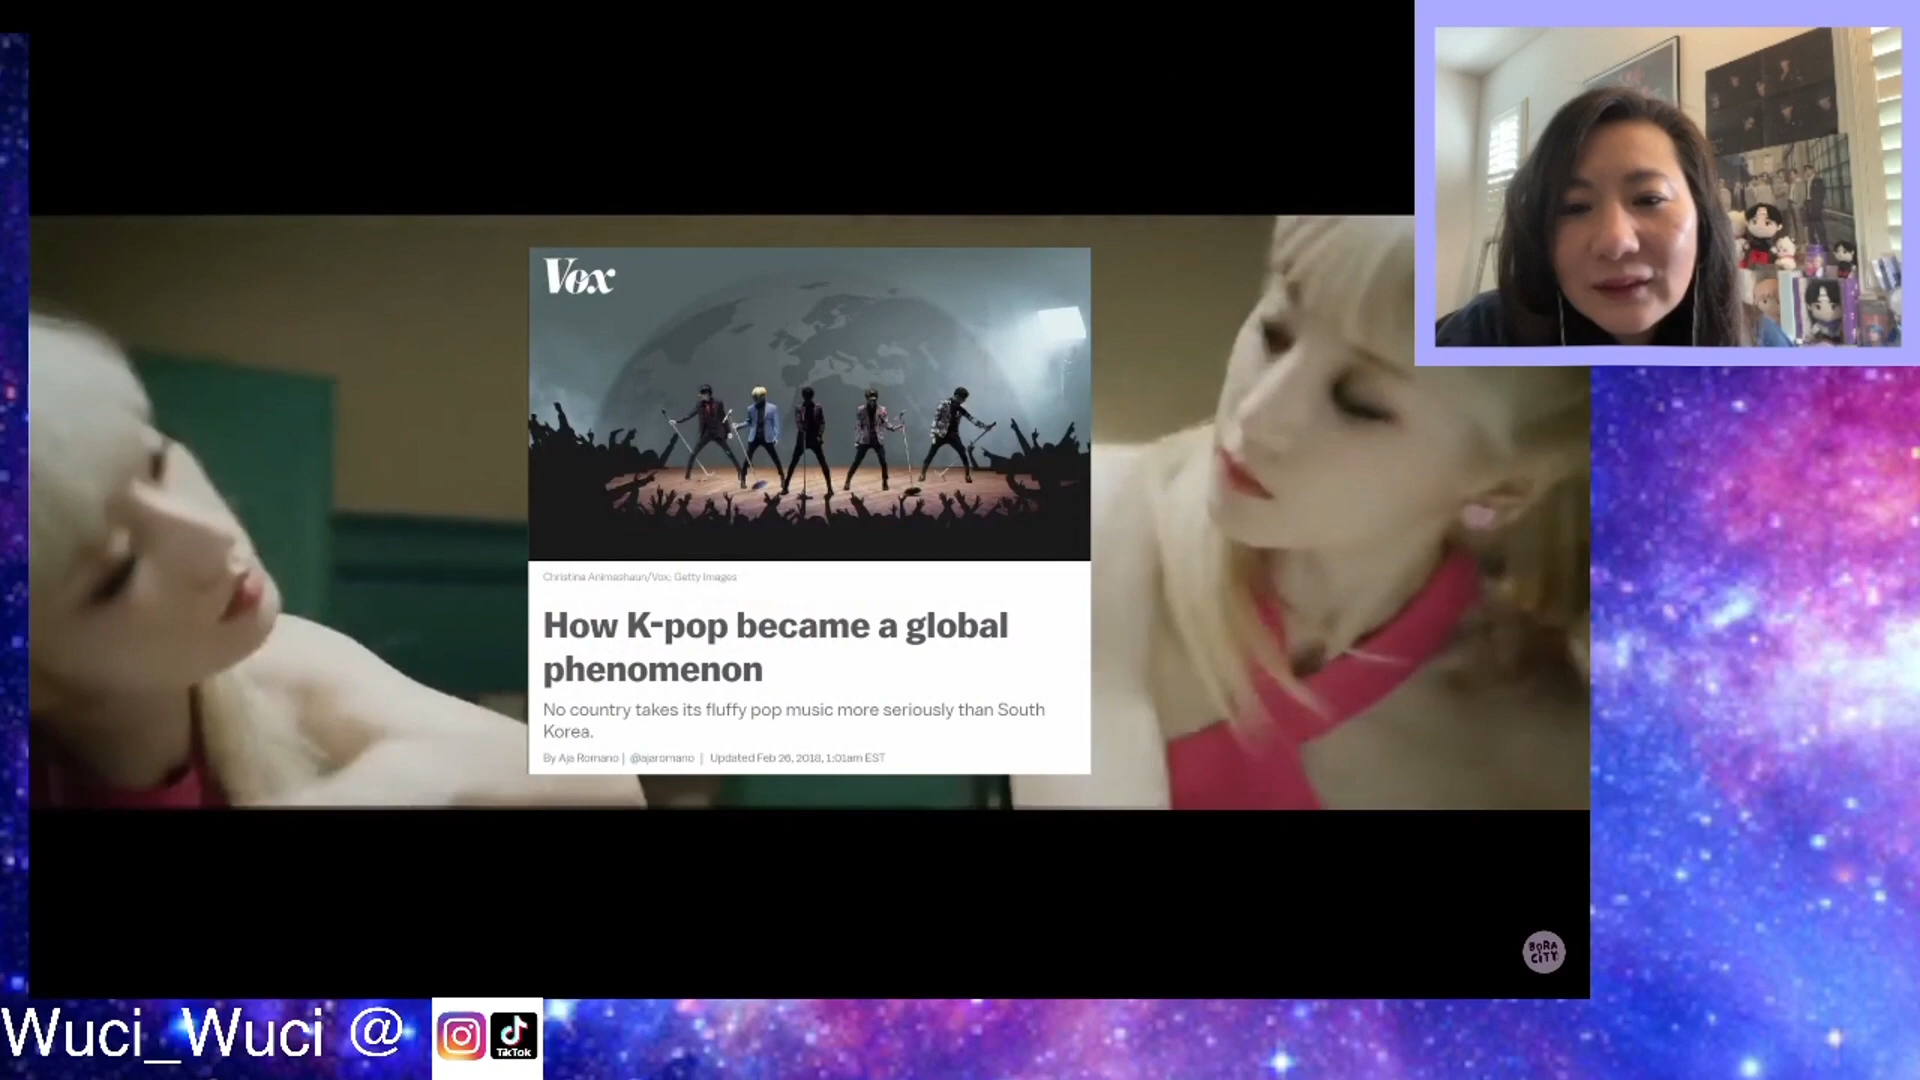 Vox
Christina Animashaun/Vox; Getty Images
How K-pop became a global
phenomenon
No country takes its fluffy pop music more seriously than South
Korea.
By Aja Romano | @ajaromano | Updated Feb 26, 2018, 1:01am EST
BORA
CITY
Wuci_Wuci @
TikTok